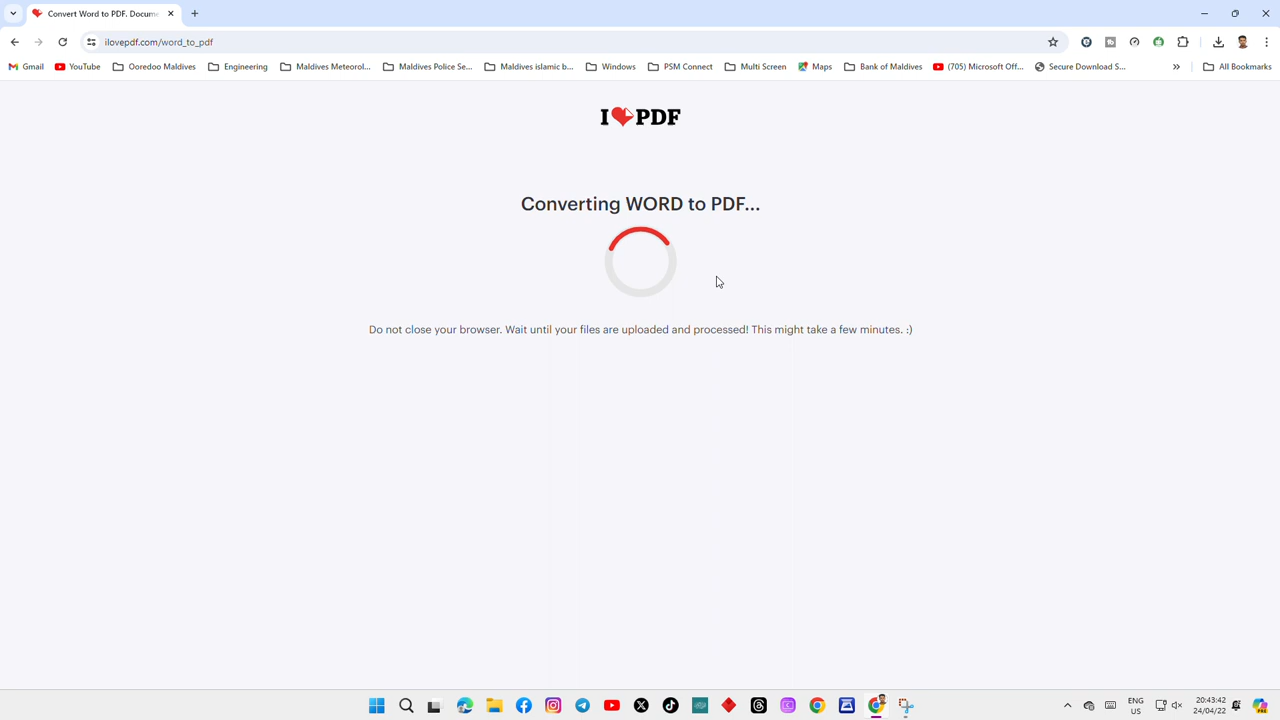 Convert Word to PDF. Docume
ilovepdf.com/word_to_pdf
Gmail
YouTube
Ooredoo Maldives
Engineering
Maldives Meteorol...
Maldives Police Se...
Maldives islamic b...
Windows
PSM Connect
Multi Screen
Maps
Bank of Maldives
(705) Microsoft Off...
Secure Download S...
»
All Bookmarks
I PDF
Converting WORD to PDF...
Do not close your browser. Wait until your files are uploaded and processed! This might take a few minutes. :)
ENG
US
20:43:42
24/04/22